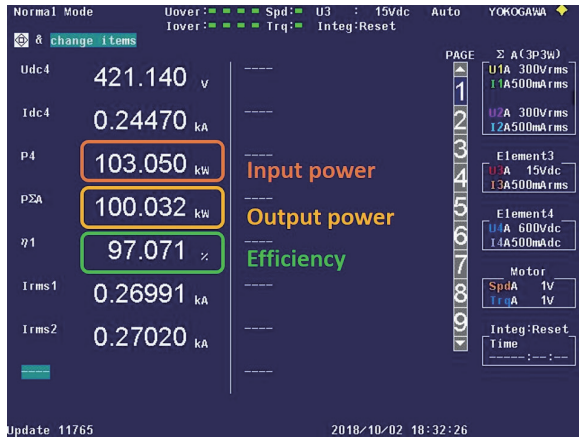 Normal Mode Uover: Spd: U3 : 15Vdc Auto YOKOGAWA
Iover: Trq: Integ:Reset
& change items
PAGE Σ A(3P3W)
Udc4 421.140 V ----
U1A 300Vrms
I1A500mArms
1
Idc4 0.24470 kA ----
U2A 300Vrms
I2A500mArms
2
P4 103.050 kW ---- Input power
3
Element3
U3A 15Vdc
I3A500mArms
4
PΣA 100.032 kW ---- Output power
5
Element4
U4A 600Vdc
I4A500mAdc
6
η1 97.071 % ---- Efficiency
7
Motor
SpdA 1V
TrqA 1V
Irms1 0.26991 kA ----
8
Irms2 0.27020 kA ----
9
Integ:Reset
Time
-----:--:--
---- ----
Update 11765 2018/10/02 18:32:26